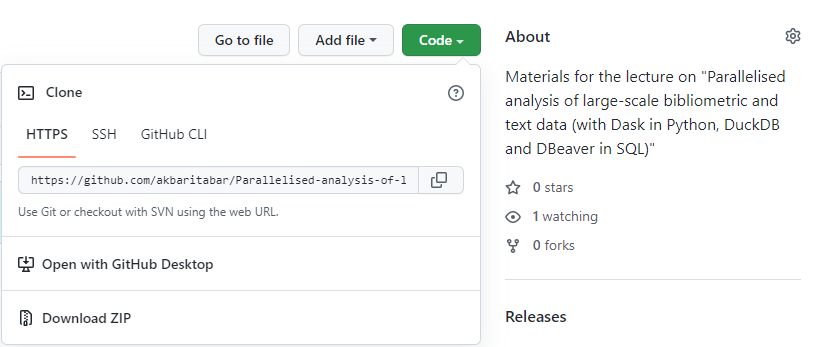 Go to file
Add file
Code
Clone
HTTPS
SSH
GitHub CLI
https://github.com/akbaritabar/Parallelised-analysis-of-l
Use Git or checkout with SVN using the web URL.
Open with GitHub Desktop
Download ZIP
About
Materials for the lecture on "Parallelised
analysis of large-scale bibliometric and
text data (with Dask in Python, DuckDB
and DBeaver in SQL)"
0 stars
1 watching
0 forks
Releases